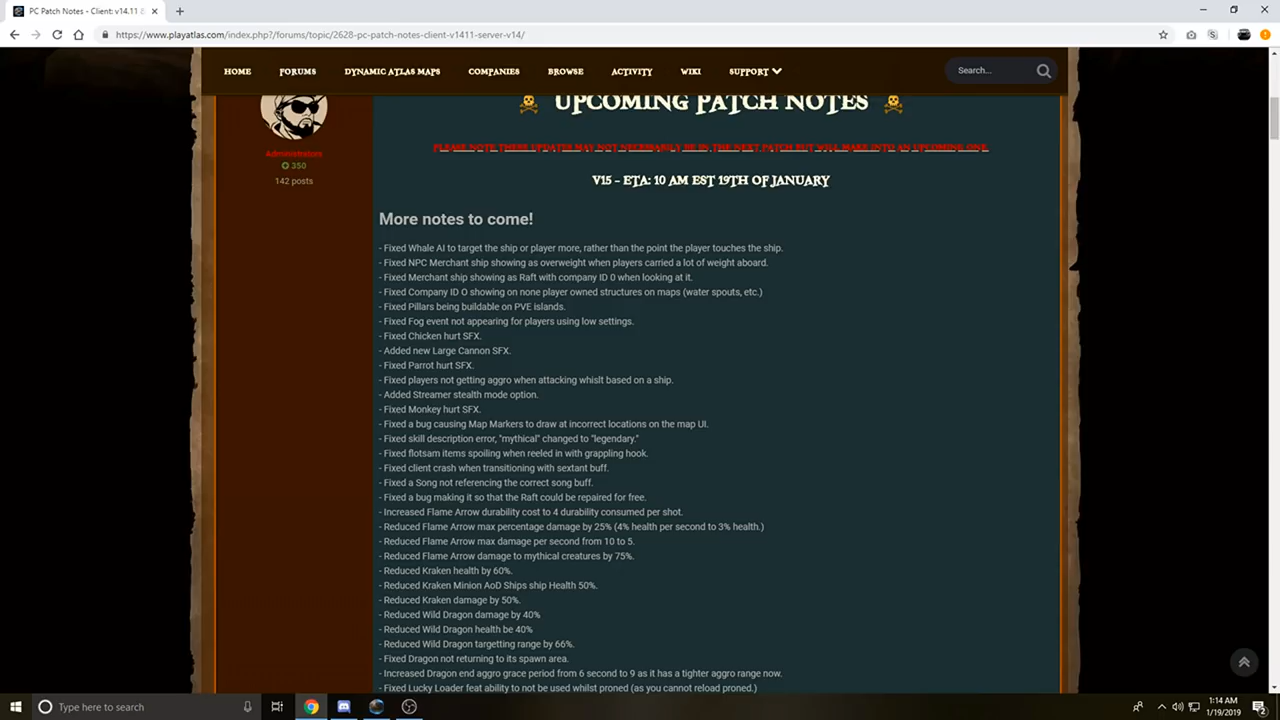 PC Patch Notes - Client: v14.11 &
https://www.playatlas.com/index.php?/forums/topic/2628-pc-patch-notes-client-v1411-server-v14/
HOME FORUMS DYNAMIC ATLAS MAPS COMPANIES BROWSE ACTIVITY WIKI SUPPORT Search...
UPCOMING PATCH NOTES
PLEASE NOTE THESE UPDATES MAY NOT NECESSARILY BE IN THE NEXT PATCH BUT WILL MAKE INTO AN UPCOMING ONE
Administrators
350
142 posts
V15 - ETA: 10 AM EST 19TH OF JANUARY
More notes to come!
- Fixed Whale AI to target the ship or player more, rather than the point the player touches the ship.
- Fixed NPC Merchant ship showing as overweight when players carried a lot of weight aboard.
- Fixed Merchant ship showing as Raft with company ID 0 when looking at it.
- Fixed Company ID O showing on none player owned structures on maps (water spouts, etc.)
- Fixed Pillars being buildable on PVE islands.
- Fixed Fog event not appearing for players using low settings.
- Fixed Chicken hurt SFX.
- Added new Large Cannon SFX.
- Fixed Parrot hurt SFX.
- Fixed players not getting aggro when attacking whislt based on a ship.
- Added Streamer stealth mode option.
- Fixed Monkey hurt SFX.
- Fixed a bug causing Map Markers to draw at incorrect locations on the map UI.
- Fixed skill description error, "mythical" changed to "legendary."
- Fixed flotsam items spoiling when reeled in with grappling hook.
- Fixed client crash when transitioning with sextant buff.
- Fixed a Song not referencing the correct song buff.
- Fixed a bug making it so that the Raft could be repaired for free.
- Increased Flame Arrow durability cost to 4 durability consumed per shot.
- Reduced Flame Arrow max percentage damage by 25% (4% health per second to 3% health.)
- Reduced Flame Arrow max damage per second from 10 to 5.
- Reduced Flame Arrow damage to mythical creatures by 75%.
- Reduced Kraken health by 60%.
- Reduced Kraken Minion AoD Ships ship Health 50%.
- Reduced Kraken damage by 50%.
- Reduced Wild Dragon damage by 40%
- Reduced Wild Dragon health be 40%
- Reduced Wild Dragon targetting range by 66%.
- Fixed Dragon not returning to its spawn area.
- Increased Dragon end aggro grace period from 6 second to 9 as it has a tighter aggro range now.
- Fixed Lucky Loader feat ability to not be used whilst proned (as you cannot reload proned.)
Type here to search
1:14 AM
1/19/2019
2